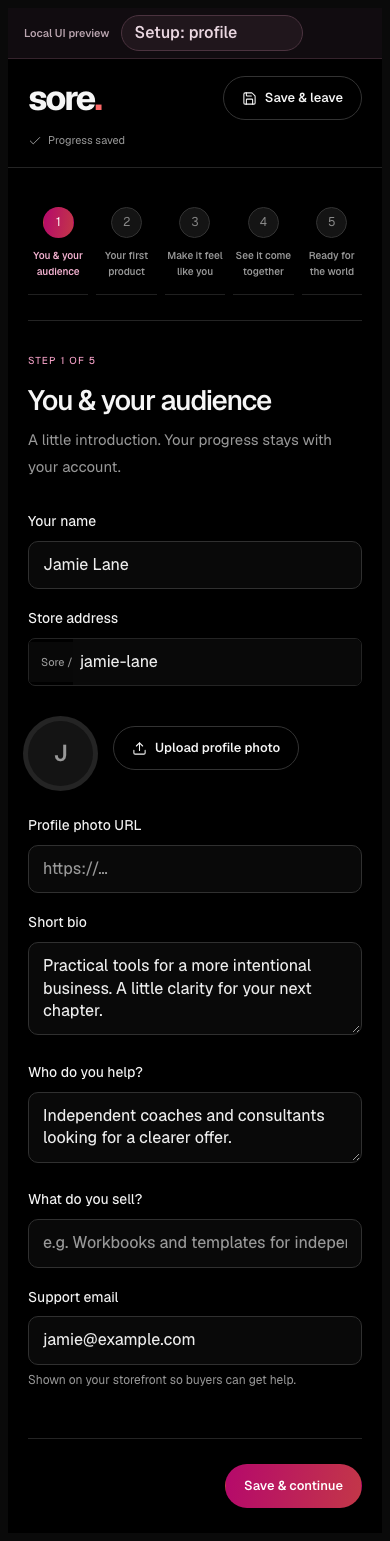 Local UI preview
Setup: profile
sore.
Save & leave
Progress saved
1
2
3
4
5
You & your audience
Your first product
Make it feel like you
See it come together
Ready for the world
STEP 1 OF 5
You & your audience
A little introduction. Your progress stays with
your account.
Your name
Jamie Lane
Store address
Sore / jamie-lane
J
Upload profile photo
Profile photo URL
https://...
Short bio
Practical tools for a more intentional
business. A little clarity for your next
chapter.
Who do you help?
Independent coaches and consultants
looking for a clearer offer.
What do you sell?
e.g. Workbooks and templates for indeper
Support email
jamie@example.com
Shown on your storefront so buyers can get help.
Save & continue